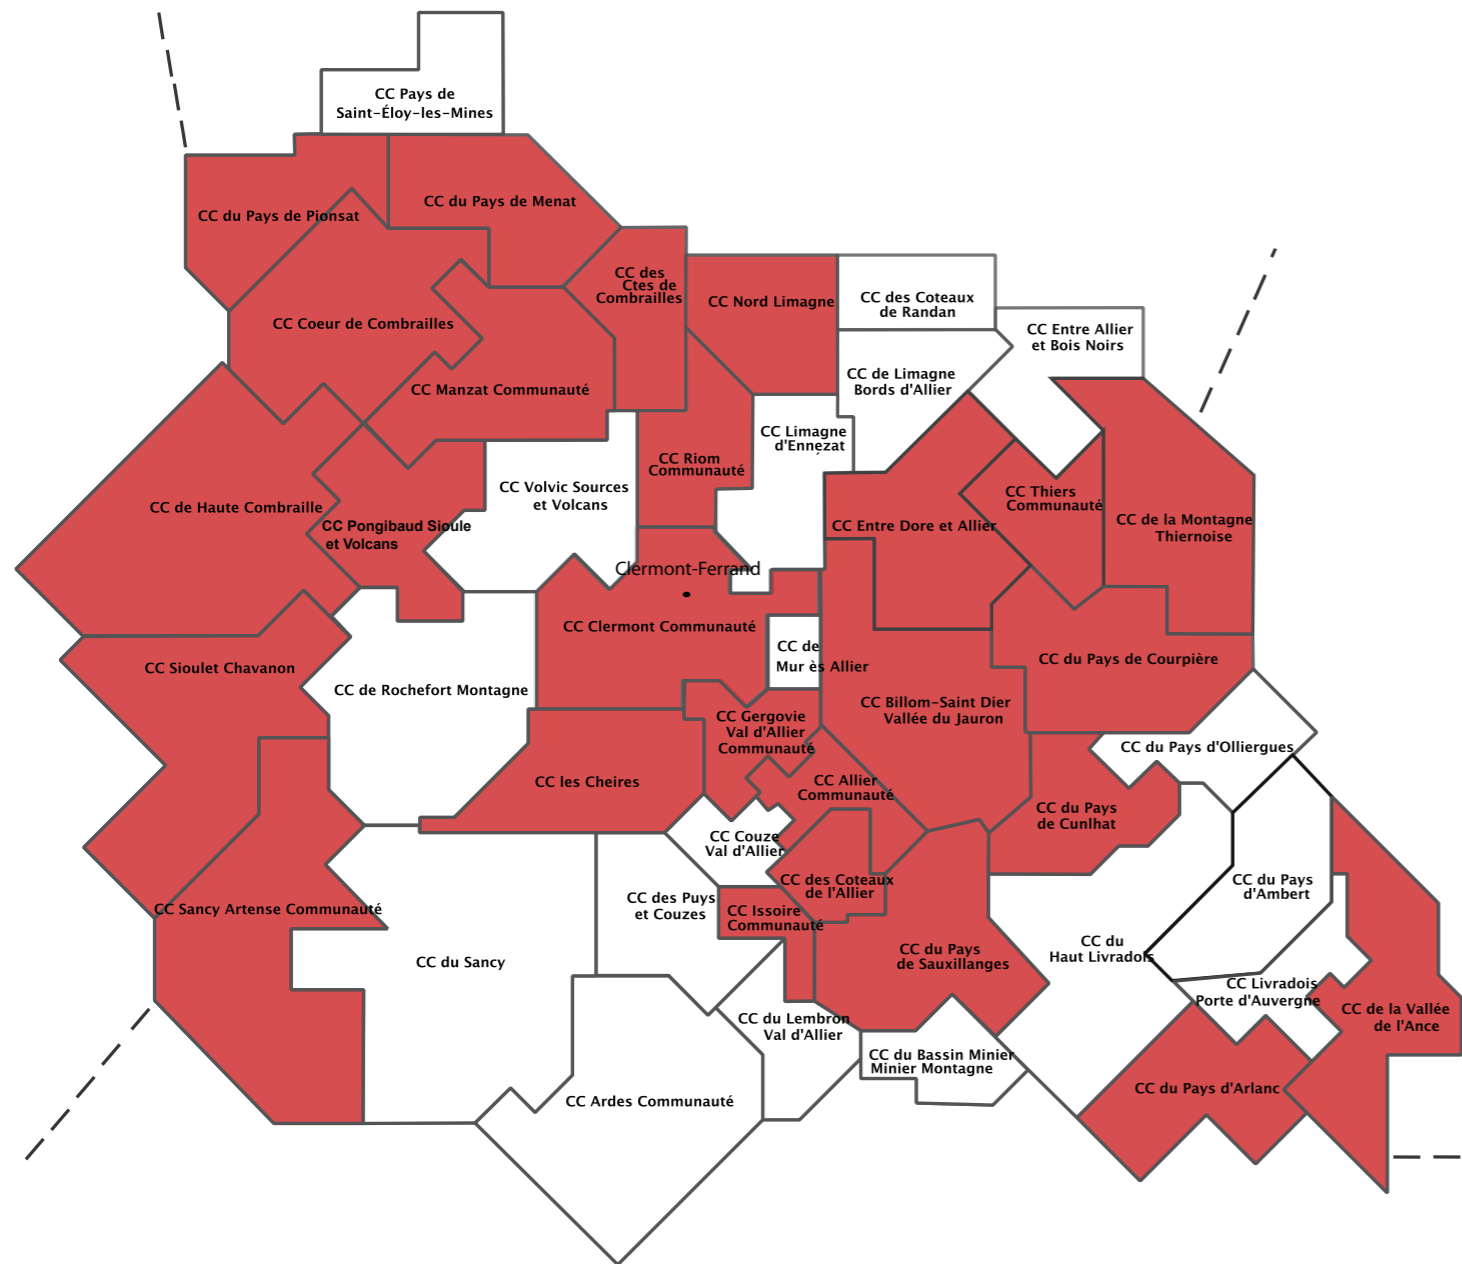 CC Pays de
Saint-Éloy-les-Mines
CC du Pays de Pionsat
CC du Pays de Menat
CC des
Ctes de
Combrailles
CC Nord Limagne
CC des Coteaux
de Randan
CC Coeur de Combrailles
CC Entre Allier
et Bois Noirs
CC de Limagne
Bords d'Allier
CC Manzat Communauté
CC Limagne
d'Ennezat
CC Riom
Communauté
CC Volvic Sources
et Volcans
CC de Haute Combraille
CC Pongibaud Sioule
et Volcans
CC Entre Dore et Allier
CC Thiers
Communauté
CC de la Montagne
Thiernoise
Clermont-Ferrand
CC Clermont Communauté
CC de
Mur ès Allier
CC Sioulet Chavanon
CC de Rochefort Montagne
CC du Pays de Courpière
CC Billom-Saint Dier
Vallée du Jauron
CC Gergovie
Val d'Allier
Communauté
CC du Pays d'Olliergues
CC les Cheires
CC Allier
Communauté
CC du Pays
de Cunlhat
CC Couze
Val d'Allier
CC des Coteaux
de l'Allier
CC du Pays
d'Ambert
CC Sancy Artense Communauté
CC des Puys
et Couzes
CC Issoire
Communauté
CC du Sancy
CC du Pays
de Sauxillanges
CC du
Haut Livradois
CC Livradois
Porte d'Auvergne
CC de la Vallée
de l'Ance
CC du Lembron
Val d'Allier
CC du Bassin Minier
Minier Montagne
CC Ardes Communauté
CC du Pays d'Arlanc